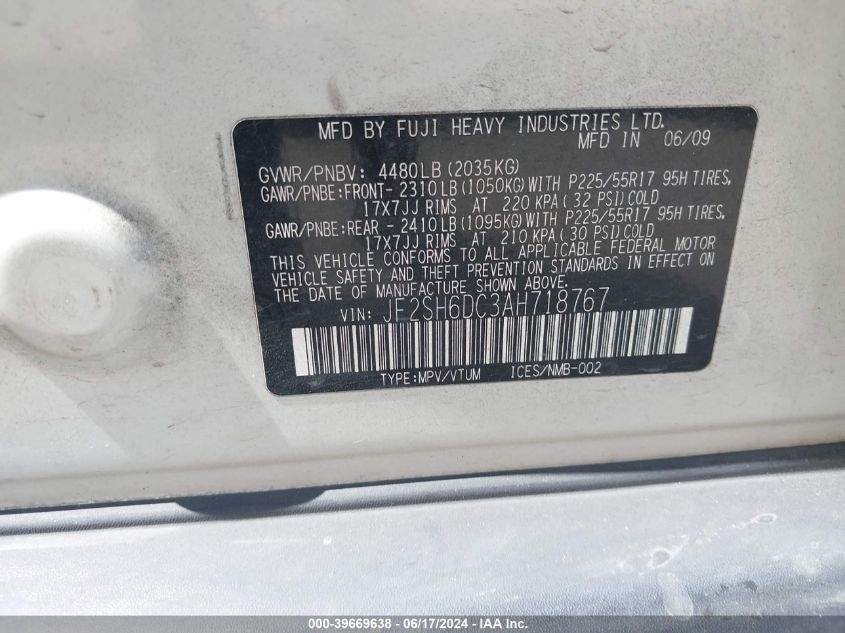 MFD BY FUJI HEAVY INDUSTRIES LTD.
MFD IN 06/09
GVWR/PNBV: 4480LB(2035KG)
GAWR/PNBE:FRONT- 2310LB(1050KG)WITH P225/55R17 95H TIRES,
17X7JJ RIMS AT 220 KPA( 32 PSI)COLD
GAWR/PNBE:REAR - 2410LB(1095KG)WITH P225/55R17 95H TIRES,
17X7JJ RIMS AT 210 KPA( 30 PSI)COLD
THIS VEHICLE CONFORMS TO ALL APPLICABLE FEDERAL MOTOR
VEHICLE SAFETY AND THEFT PREVENTION STANDARDS IN EFFECT ON
THE DATE OF MANUFACTURE SHOWN ABOVE.
VIN: JF2SH6DC3AH718767
TYPE:MPV/VTUM ICES/NMB-002
000-39669638 - 06/17/2024 - IAA Inc.